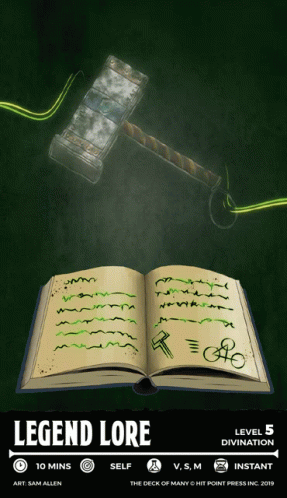 LEGEND LORE
LEVEL 5
DIVINATION
10 MINS SELF V, S, M INSTANT
ART: SAM ALLEN THE DECK OF MANY © HIT POINT PRESS INC. 2019